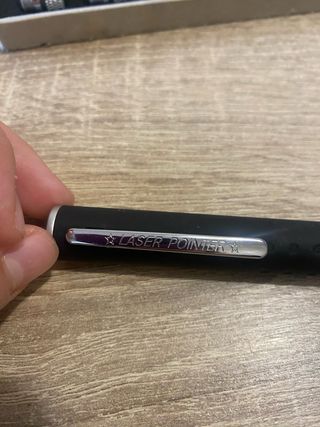 ☆ LASER POINTER ☆